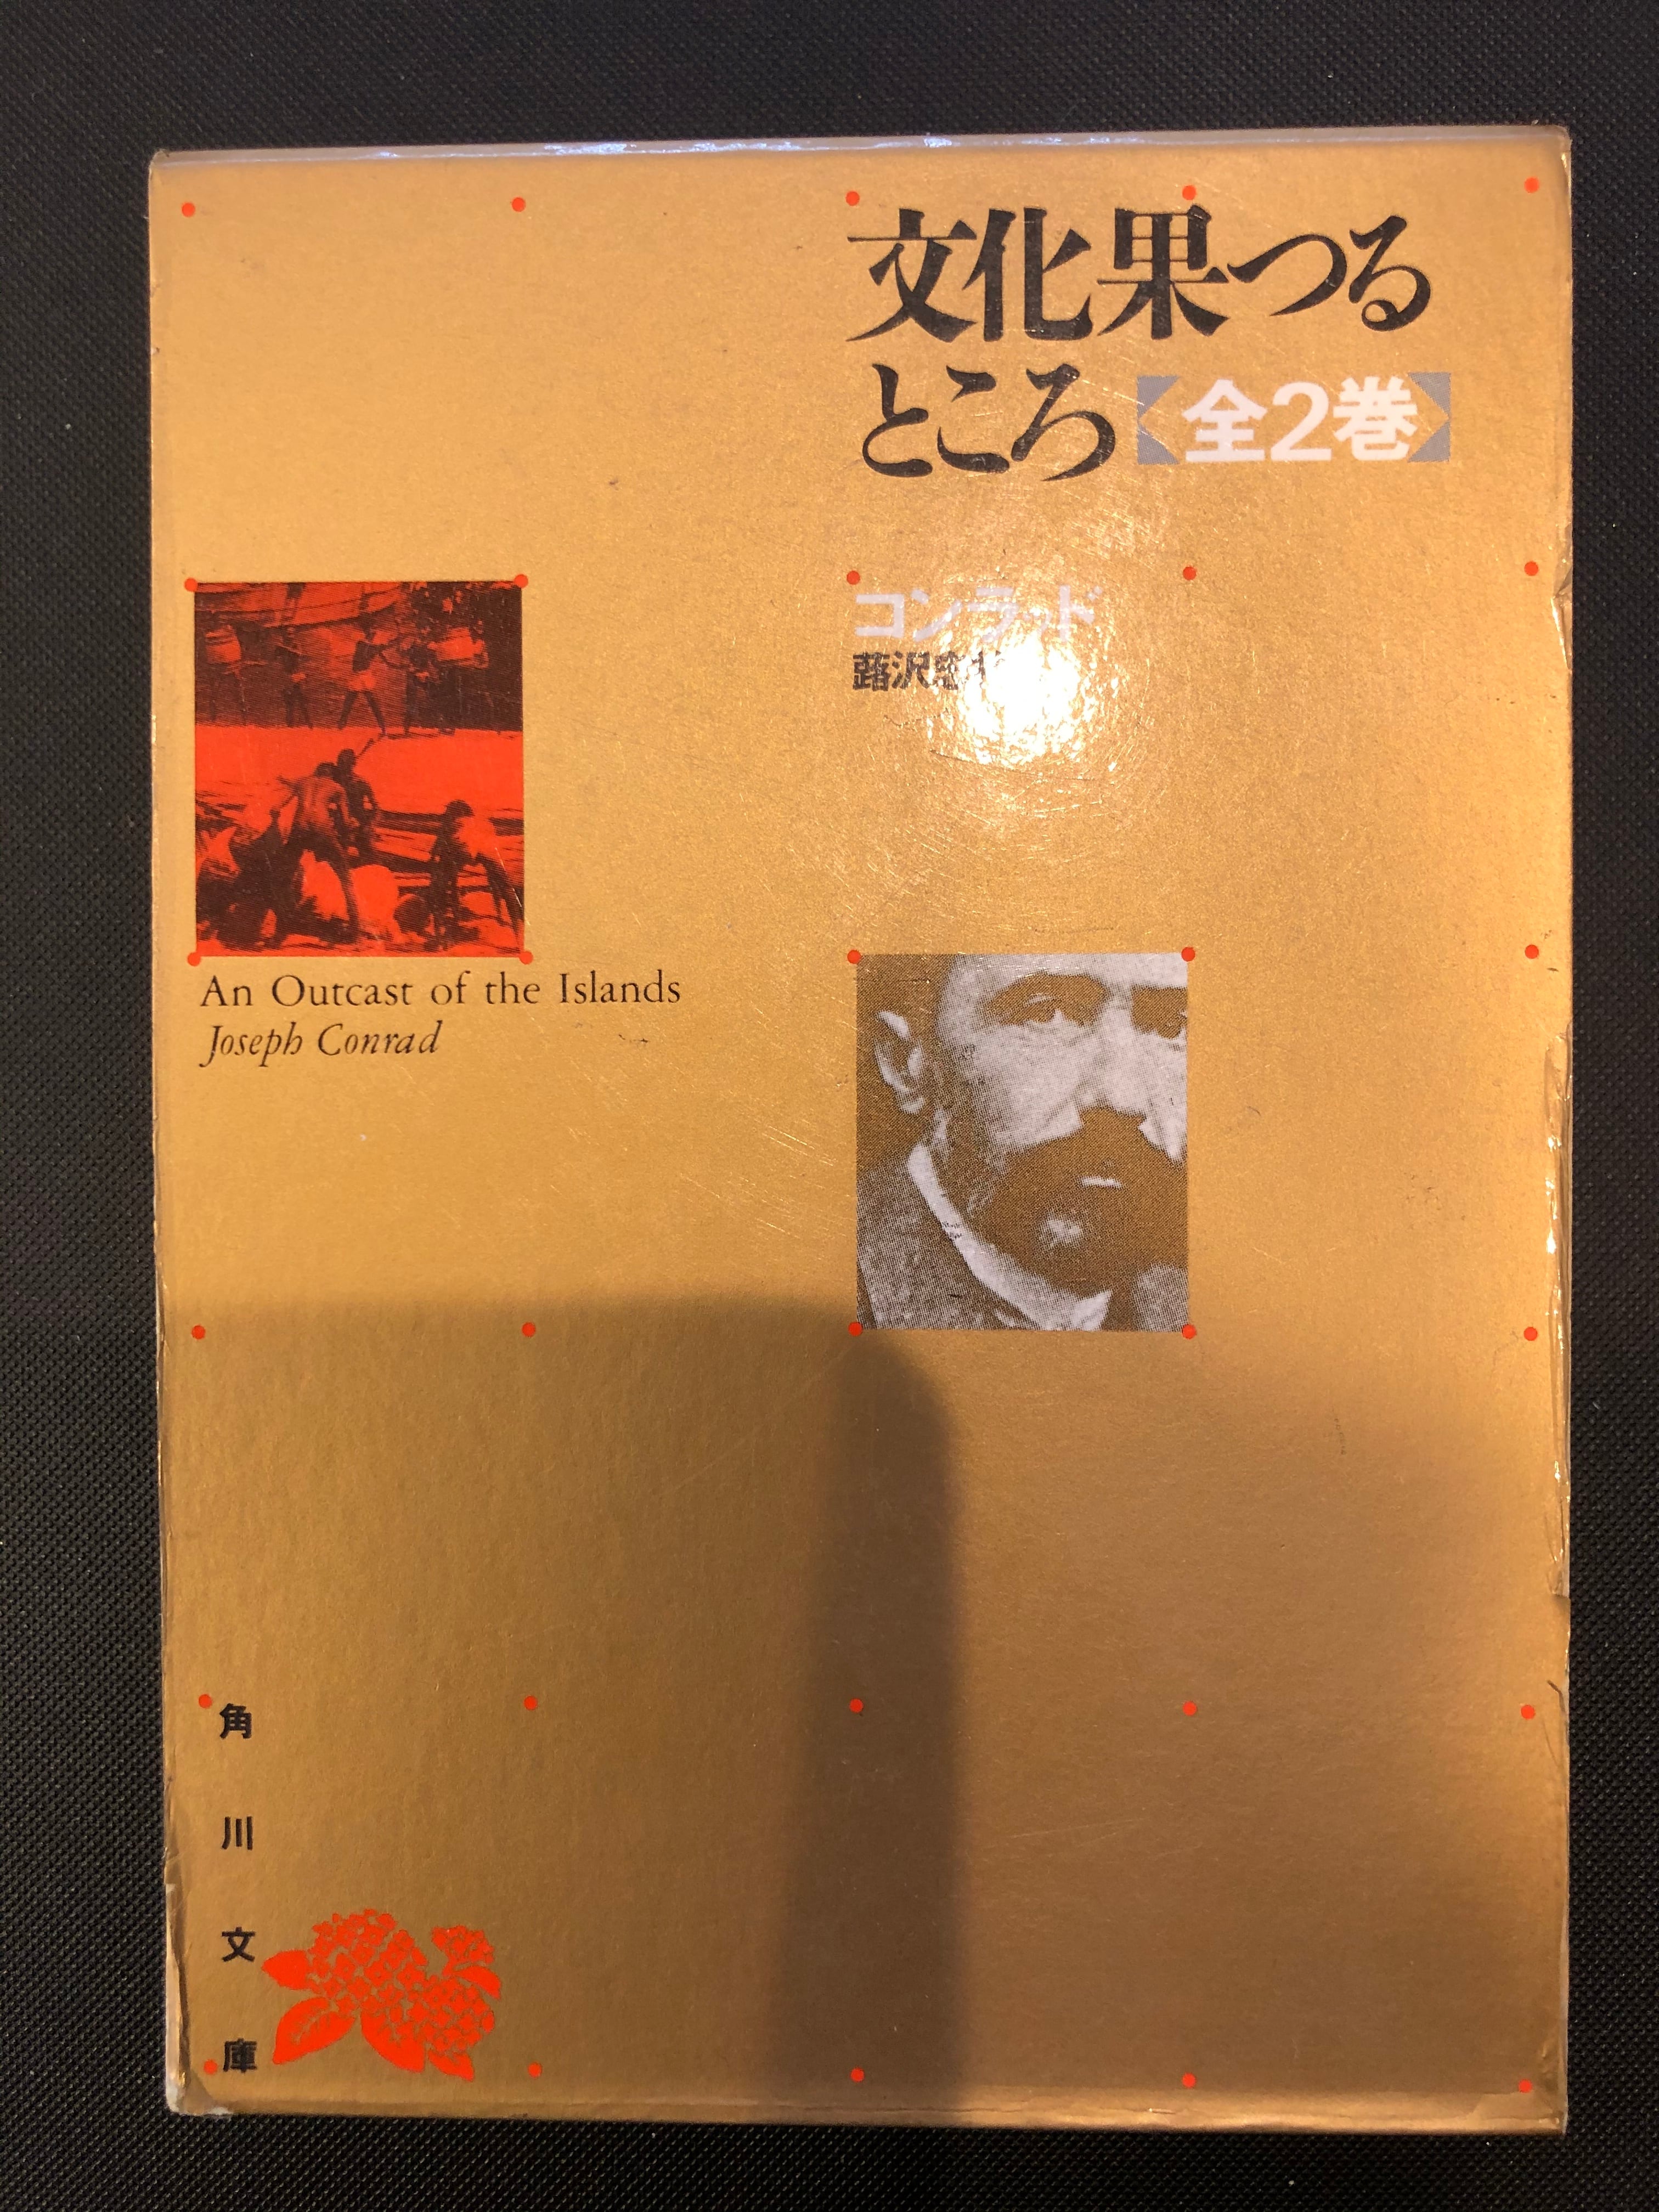 文化果つる
ところ【全2巻】
コンラ・ド
蕗沢忠
An Outcast of the Islands
Joseph Conrad
角川文庫